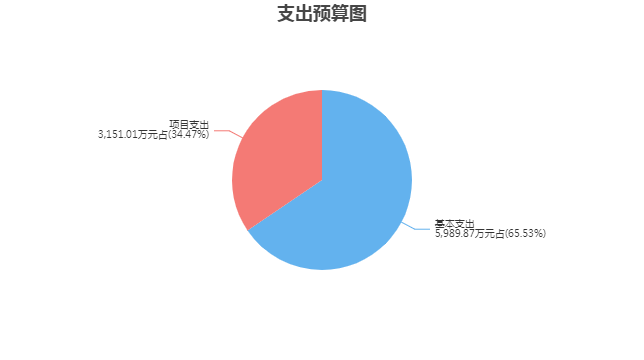 支出预算图
项目支出
3,151.01万元占(34.47%)
基本支出
5,989.87万元占(65.53%)